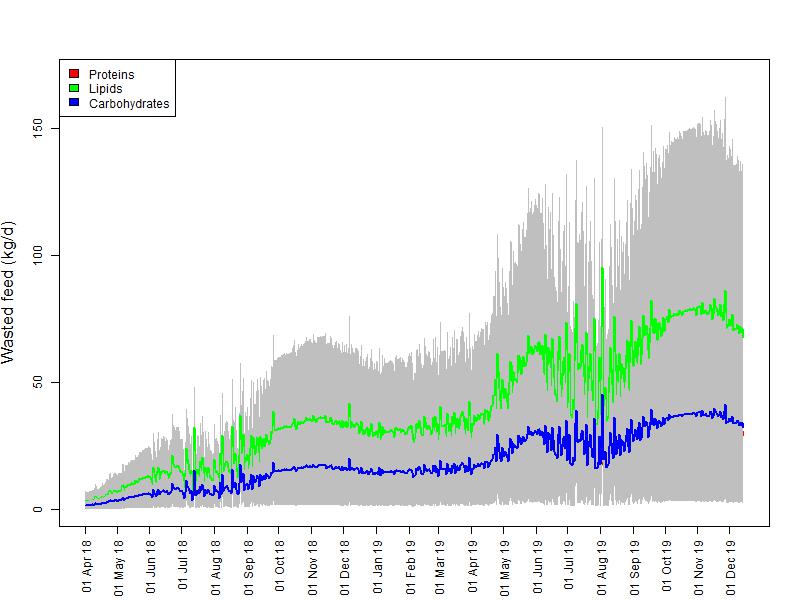 Proteins
Lipids
Carbohydrates
Wasted feed (kg/d)
150
100
50
0
01 Apr 18
01 May 18
01 Jun 18
01 Jul 18
01 Aug 18
01 Sep 18
01 Oct 18
01 Nov 18
01 Dec 18
01 Jan 19
01 Feb 19
01 Mar 19
01 Apr 19
01 May 19
01 Jun 19
01 Jul 19
01 Aug 19
01 Sep 19
01 Oct 19
01 Nov 19
01 Dec 19